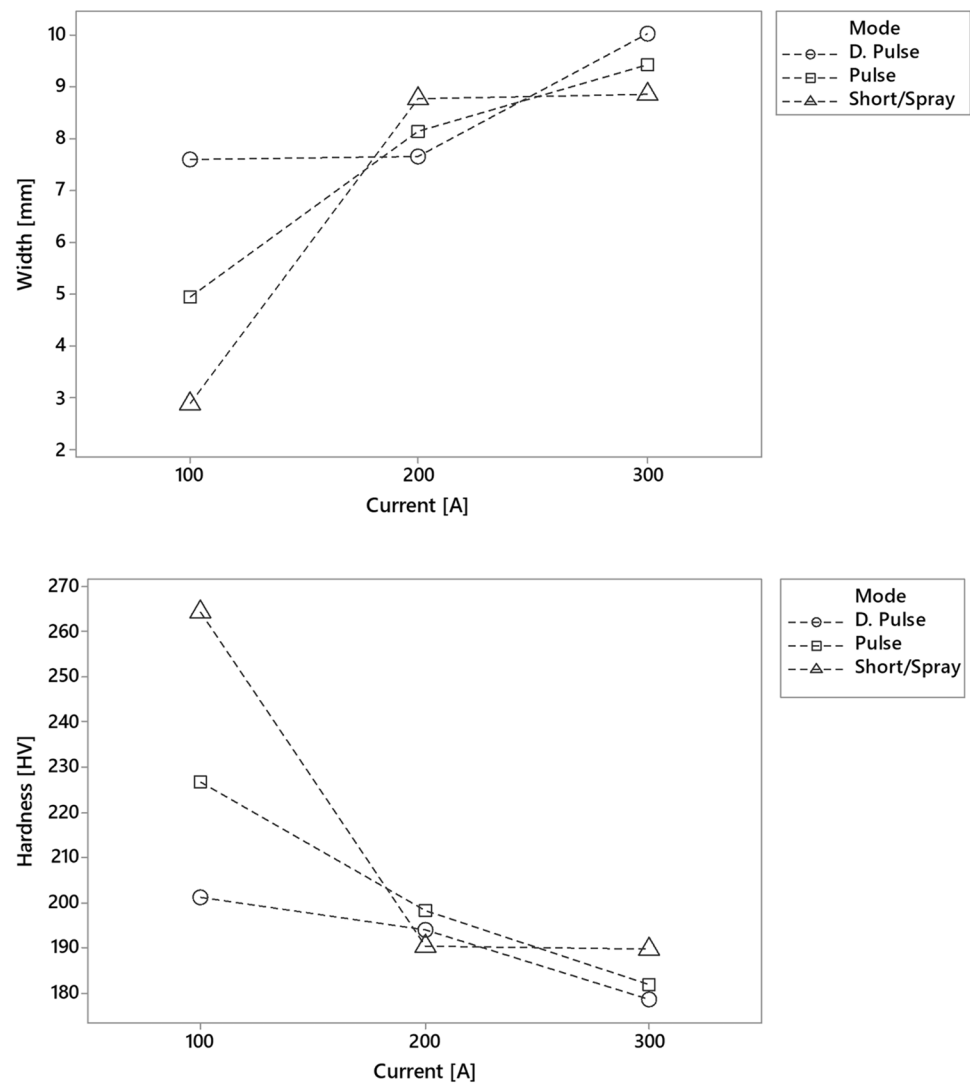 10
9
8
7
6
5
4
3
2
Width [mm]
100 200 300
Current [A]
Mode
D. Pulse
Pulse
Short/Spray
270
260
250
240
230
220
210
200
190
180
Hardness [HV]
100 200 300
Current [A]
Mode
D. Pulse
Pulse
Short/Spray